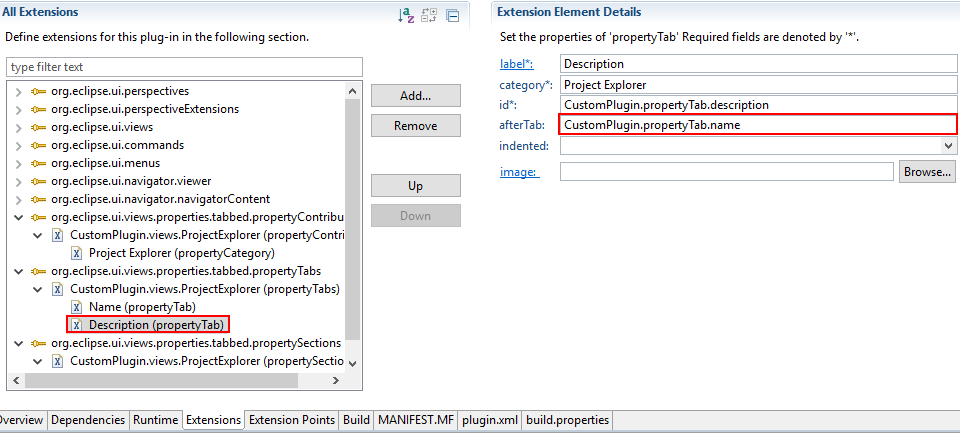 All Extensions
Define extensions for this plug-in in the following section.
type filter text
org.eclipse.ui.perspectives
org.eclipse.ui.perspectiveExtensions
org.eclipse.ui.views
org.eclipse.ui.commands
org.eclipse.ui.menus
org.eclipse.ui.navigator.viewer
org.eclipse.ui.navigator.navigatorContent
org.eclipse.ui.views.properties.tabbed.propertyContribu
CustomPlugin.views.ProjectExplorer (propertyContri
Project Explorer (propertyCategory)
org.eclipse.ui.views.properties.tabbed.propertyTabs
CustomPlugin.views.ProjectExplorer (propertyTabs)
Name (propertyTab)
Description (propertyTab)
org.eclipse.ui.views.properties.tabbed.propertySections
CustomPlugin.views.ProjectExplorer (propertySectio
Add...
Remove
Up
Down
Extension Element Details
Set the properties of 'propertyTab' Required fields are denoted by '*'.
label*: Description
category*: Project Explorer
id*: CustomPlugin.propertyTab.description
afterTab: CustomPlugin.propertyTab.name
indented:
image: Browse...
Overview Dependencies Runtime Extensions Extension Points Build MANIFEST.MF plugin.xml build.properties